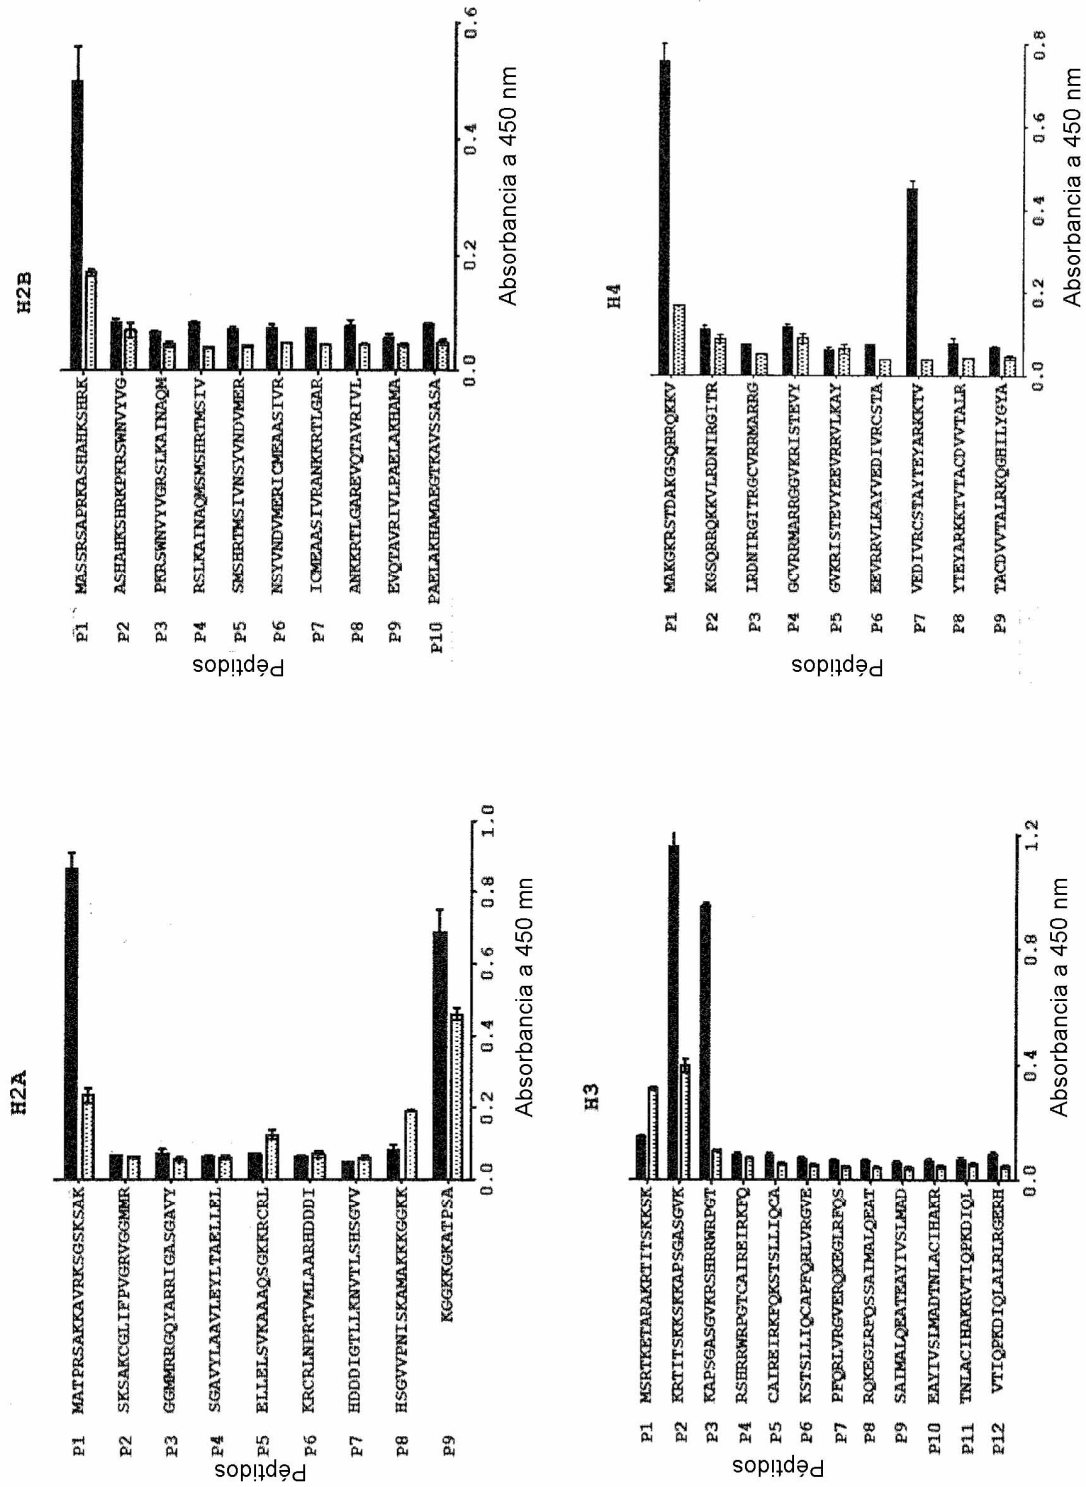 H2A
P1 MATPRSAKKAVRKSGSKSAK
P2 SKSAKCGLIFPVGRVGGMMR
P3 GGMMRRGQYARRIGASGAVY
P4 SGAVYLAAVLEYLTAELLEL
P5 ELLELSVKAAAQSGKKRCRL
P6 KRCRLNPRTVMLAARHDDDI
P7 HDDDIGTLLKNVTLSHSGVV
P8 HSGVVPNISKAMAKKKGGKK
P9 KGGKKGKATPSA
Péptidos
0.0 0.2 0.4 0.6 0.8 1.0
Absorbancia a 450 mn
H2B
P1 MASSRSAPRKASHAHKSHRK
P2 ASHAHKSHRKPKRSWNVYVG
P3 PKRSWNVYVGRSLKAINAQM
P4 RSLKAINAQMSMSHRTMSIV
P5 SMSHRTMSIVNSYVNDVMER
P6 NSYVNDVMERICMEAASIVR
P7 ICMEAASIVRANKKRTLGAR
P8 ANKKRTLGAREVQTAVRIVL
P9 EVQTAVRIVLPAELAKHAMA
P10 PAELAKHAMAEGTKAVSSASA
Péptidos
0.0 0.2 0.4 0.6
Absorbancia a 450 nm
H3
P1 MSRTKETARAKRTITSKKSK
P2 KRTITSKKSKKAPSGASGVK
P3 KAPSGASGVKRSHRRWRPGT
P4 RSHRRWRPGTCAIREIRKFQ
P5 CAIREIRKFQKSTSLLIQCA
P6 KSTSLLIQCAPFQRLVRGVE
P7 PFQRLVRGVERQKEGLRFQS
P8 RQKEGLRFQSSAIMALQEAT
P9 SAIMALQEATEAYIVSLMAD
P10 EAYIVSLMADTNLACIHAKR
P11 TNLACIHAKRVTIQPKDIQL
P12 VTIQPKDIQLALRLRGERH
Péptidos
0.0 0.4 0.8 1.2
Absorbancia a 450 nm
H4
P1 MAKGKRSTDAKGSQRRQKKV
P2 KGSQRRQKKVLRDNIRGITR
P3 LRDNIRGITRGCVRRMARRG
P4 GCVRRMARRGGVKRISTEVY
P5 GVKRISTEVYEEVRRVLKAY
P6 EEVRRVLKAYVEDIVRCSTA
P7 VEDIVRCSTAYTEYARKKTV
P8 YTEYARKKTVTACDVVTALR
P9 TACDVVTALRKQGHILYGYA
Péptidos
0.0 0.2 0.4 0.6 0.8
Absorbancia a 450 nm